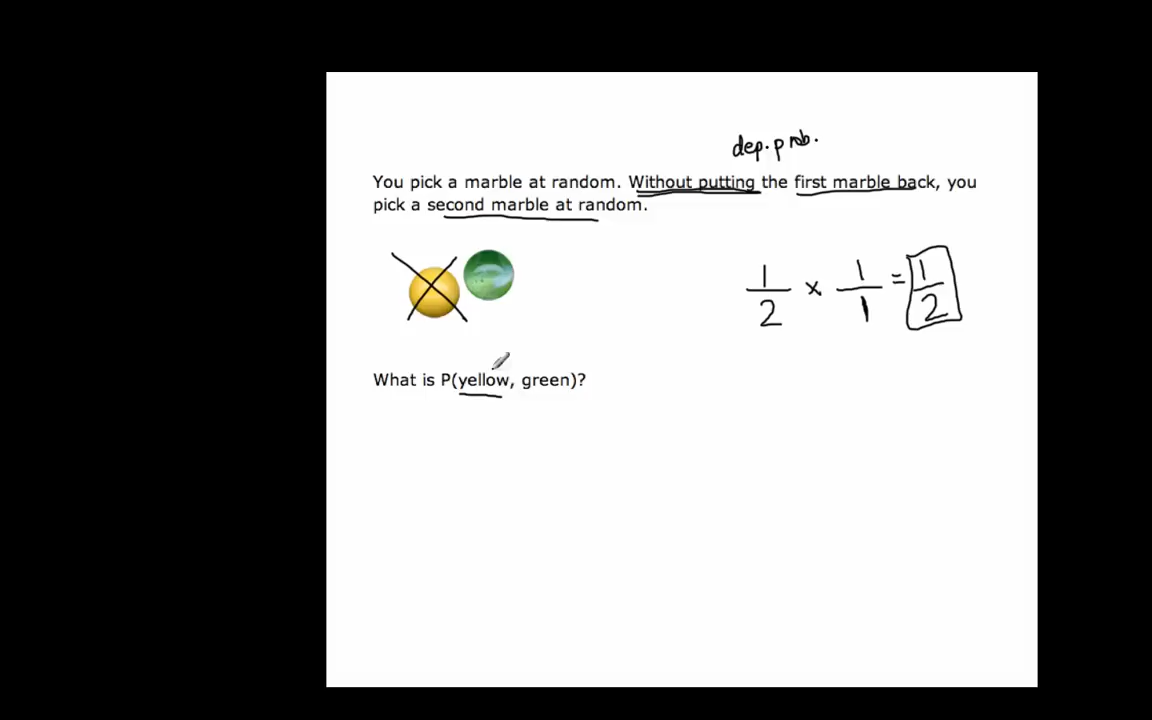 dep. prob.
You pick a marble at random. Without putting the first marble back, you
pick a second marble at random.
1/2 x 1/1 = 1/2
What is P(yellow, green)?